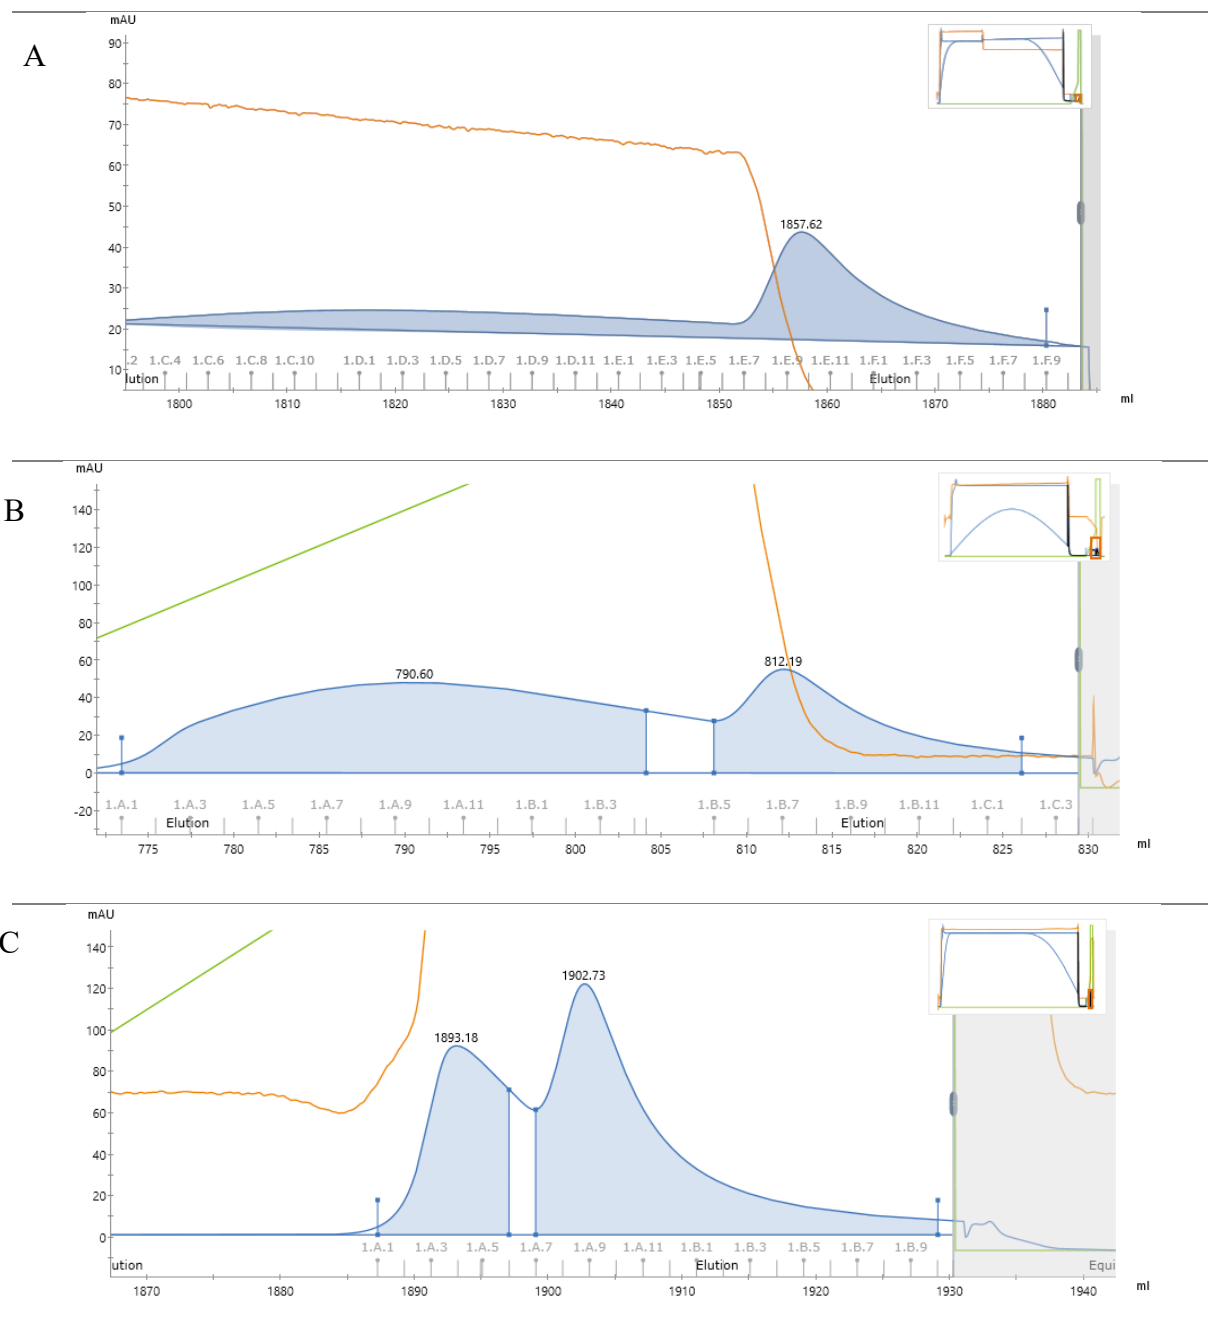 A
mAU
90
80
70
60
50
40
30
20
10
1857.62
.2 1.C.4 1.C.6 1.C.8 1.C.10 1.D.1 1.D.3 1.D.5 1.D.7 1.D.9 1.D.11 1.E.1 1.E.3 1.E.5 1.E.7 1.E.9 1.E.11 1.F.1 1.F.3 1.F.5 1.F.7 1.F.9
lution Elution
1800 1810 1820 1830 1840 1850 1860 1870 1880 ml
B
mAU
140
120
100
80
60
40
20
0
-20
790.60 812.19
1.A.1 1.A.3 1.A.5 1.A.7 1.A.9 1.A.11 1.B.1 1.B.3 1.B.5 1.B.7 1.B.9 1.B.11 1.C.1 1.C.3
Elution Elution
775 780 785 790 795 800 805 810 815 820 825 830 ml
C
mAU
140
120
100
80
60
40
20
0
1893.18 1902.73
1.A.1 1.A.3 1.A.5 1.A.7 1.A.9 1.A.11 1.B.1 1.B.3 1.B.5 1.B.7 1.B.9
ution Elution Equi
1870 1880 1890 1900 1910 1920 1930 1940 ml